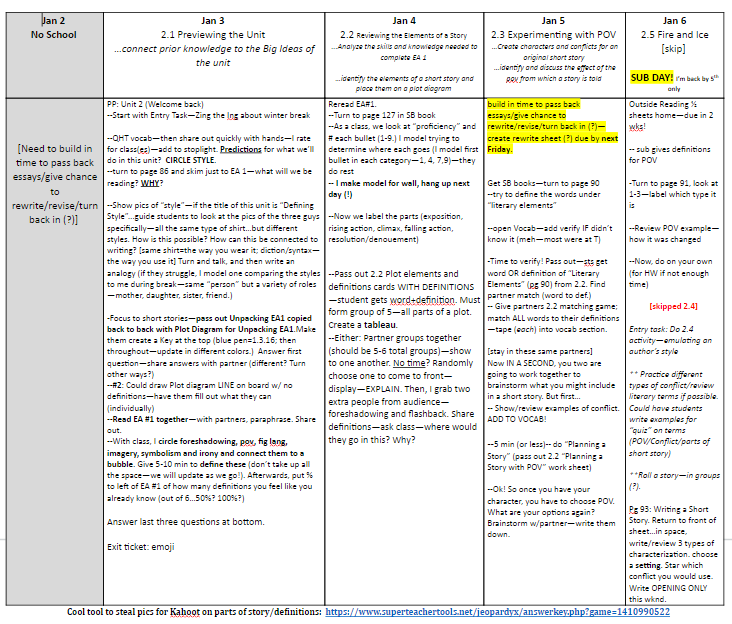 Jan 2
No School
Jan 3
2.1 Previewing the Unit
...connect prior knowledge to the Big Ideas of
the unit
Jan 4
2.2 Reviewing the Elements of a Story
...Analyze the skills and knowledge needed to
complete EA 1
...identify the elements of a short story and
place them on a plot diagram
Jan 5
2.3 Experimenting with POV
...Create characters and conflicts for an
original short story
...identify and discuss the effect of the
pov from which a story is told
Jan 6
2.5 Fire and Ice
[skip]
SUB DAY! I'm back by 5th
only
[Need to build in
time to pass back
essays/give chance
to
rewrite/revise/turn
back in (?)]
PP: Unit 2 (Welcome back)
--Start with Entry Task—Zing the Ing about winter break
--QHT vocab—then share out quickly with hands—I rate
for class(es)—add to stoplight. Predictions for what we'll
do in this unit? CIRCLE STYLE.
--turn to page 86 and skim just to EA 1—what will we be
reading? WHY?
--Show pics of "style"—if the title of this unit is "Defining
Style"...guide students to look at the pics of the three guys
specifically—all the same type of shirt...but different
styles. How is this possible? How can this be connected to
writing? [same shirt=the way you wear it; diction/syntax—
the way you use it] Turn and talk, and then write an
analogy (if they struggle, I model one comparing the styles
to me during break—same "person" but a variety of roles
—mother, daughter, sister, friend.)
-Focus to short stories—pass out Unpacking EA1 copied
back to back with Plot Diagram for Unpacking EA1.Make
them create a Key at the top (blue pen=1.3.16; then
throughout—update in different colors.) Answer first
question—share answers with partner (different? Turn
other ways?)
--#2: Could draw Plot diagram LINE on board w/ no
definitions—have them fill out what they can
(individually)
--Read EA #1 together—with partners, paraphrase. Share
out.
--With class, I circle foreshadowing, pov, fig lang,
imagery, symbolism and irony and connect them to a
bubble. Give 5-10 min to define these (don't take up all
the space—we will update as we go!). Afterwards, put %
to left of EA #1 of how many definitions you feel like you
already know (out of 6...50%? 100%?)
Answer last three questions at bottom.
Exit ticket: emoji
Reread EA#1.
--Turn to page 127 in SB book
--As a class, we look at "proficiency" and
# each bullet (1-9.) I model trying to
determine where each goes (I model first
bullet in each category—1, 4, 7,9)—they
do rest
-- I make model for wall, hang up next
day (!)
--Now we label the parts (exposition,
rising action, climax, falling action,
resolution/denouement)
--Pass out 2.2 Plot elements and
definitions cards WITH DEFINITIONS
—student gets word+definition. Must
form group of 5—all parts of a plot.
Create a tableau.
--Either: Partner groups together
(should be 5-6 total groups)—show
to one another. No time? Randomly
choose one to come to front—
display—EXPLAIN. Then, I grab two
extra people from audience—
foreshadowing and flashback. Share
definitions—ask class—where would
they go in this? Why?
build in time to pass back
essays/give chance to
rewrite/revise/turn back in (?)—
create rewrite sheet() due by next
Friday.
Get SB books—turn to page 90
--try to define the words under
"literary elements"
--open Vocab—add verify IF didn't
know it (meh—most were at T)
-Time to verify! Pass out—sts get
word OR definition of "Literary
Elements" (pg 90) from 2.2. Find
partner match (word to def.)
-- Give partners 2.2 matching game;
match ALL words to their definitions
—tape (each) into vocab section.
[stay in these same partners]
Now IN A SECOND, you two are
going to work together to
brainstorm what you might include
in a short story. But first...
-- Show/review examples of conflict.
ADD TO VOCAB!
--5 min (or less)-- do "Planning a
Story" (pass out 2.2 "Planning a
Story with POV" work sheet)
--Ok! So once you have your
character, you have to choose POV.
What are your options again?
Brainstorm w/partner—write them
down.
Outside Reading ½
sheets home—due in 2
wks!
-- sub gives definitions
for POV
-Turn to page 91, look at
1-3—label which type it
is
--Review POV example—
how it was changed
--Now, do on your own
(for HW if not enough
time)
[skipped 2.4]
Entry task: Do 2.4
activity—emulating an
author's style
** Practice different
types of conflict/review
literary terms if possible.
Could have students
write examples for
"quiz" on terms
(POV/Conflict/parts of
short story)
**Roll a story—in groups
(?).
Pg 93: Writing a Short
Story. Return to front of
sheet...in space,
write/review 3 types of
characterization. choose
a setting. Star which
conflict you would use.
Write OPENING ONLY
this wknd.
Cool tool to steal pics for Kahoot on parts of story/definitions: https://www.superteachertools.net/jeopardyx/answerkey.php?game=1410990522